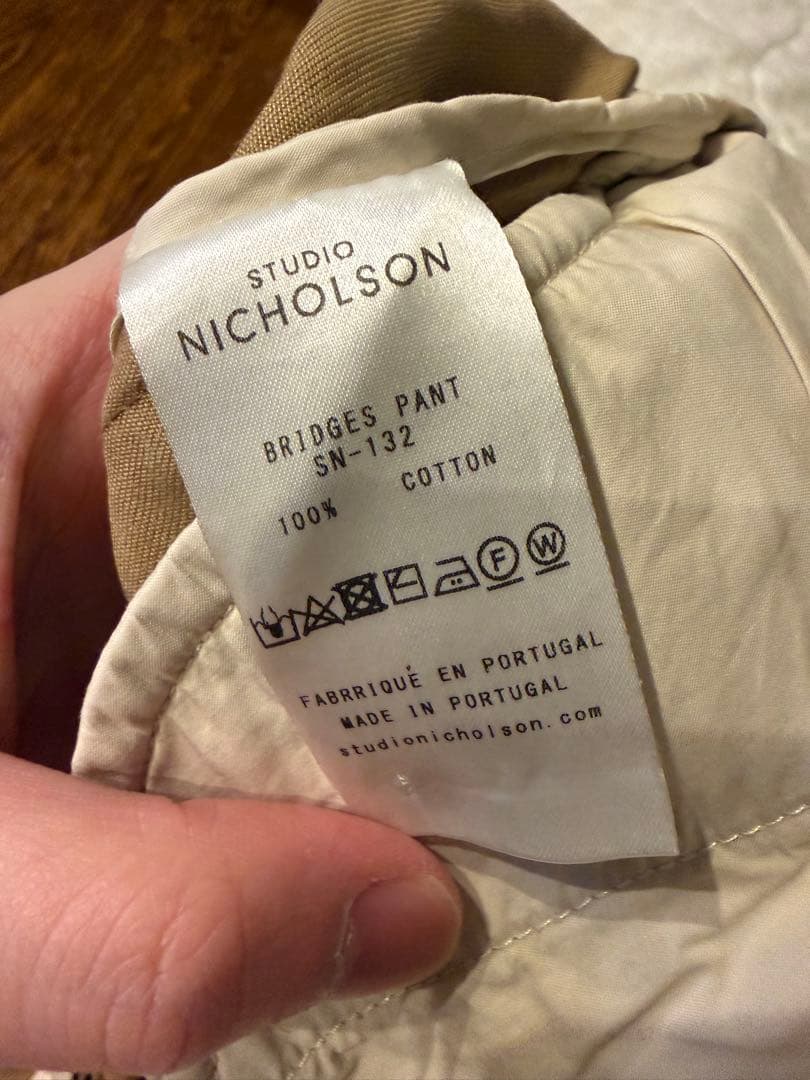 STUDIO
NICHOLSON
BRIDGES PANT
SN-132
100% COTTON
F W
FABRRIQUÉ EN PORTUGAL
MADE IN PORTUGAL
studionicholson.com